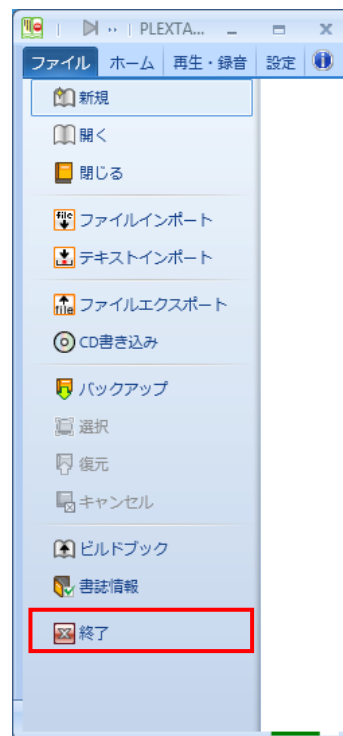 PLEXTA...
ファイル ホーム 再生・録音 設定
新規
開く
閉じる
ファイルインポート
テキストインポート
ファイルエクスポート
CD書き込み
バックアップ
選択
復元
キャンセル
ビルドブック
書誌情報
終了